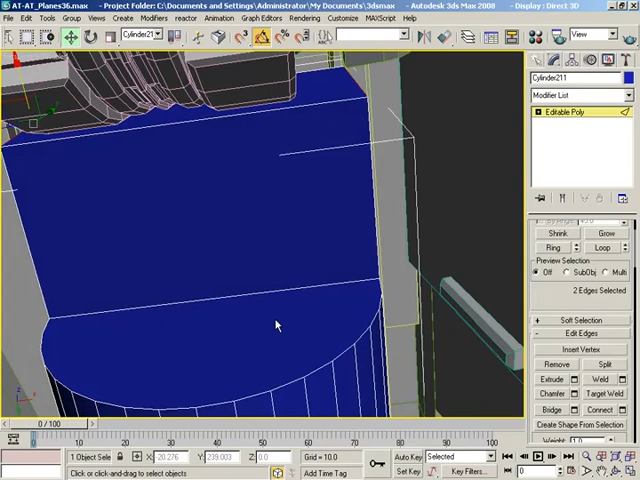 AT-AT_Planes36.max - Project Folder: C:\Documents and Settings\Administrator\My Documents\3dsmax - Autodesk 3ds Max 2008 - Display : Direct 3D
File Edit Tools Group Views Create Modifiers Reactor Animation Graph Editors Rendering Customize MAXScript Help
Cylinder21 View
Cylinder211
Modifier List
Editable Poly
Shrink Grow
Ring Loop
Preview Selection
Off SubObj Multi
2 Edges Selected
+ Soft Selection
- Edit Edges
Insert Vertex
Remove Split
Extrude Weld
Chamfer Target Weld
Bridge Connect
Create Shape From Selection
Weight: 1.0
0 / 100
0 10 20 30 40 50 60 70 80 90 100
1 Object Sele X: -20.276 Y: 239.003 Z: 0.0 Grid = 10.0 Auto Key Selected
Click or click-and-drag to select objects Add Time Tag Set Key Key Filters... 0